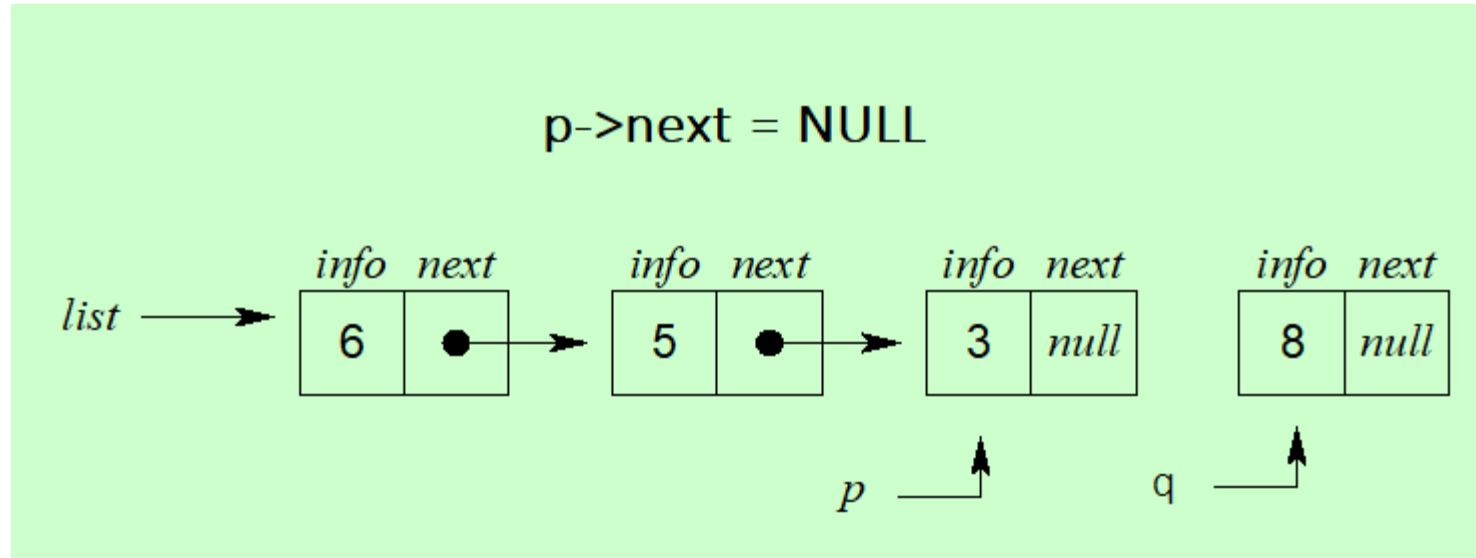 p->next = NULL
info next info next info next info next
list 6 5 3 null 8 null
p q